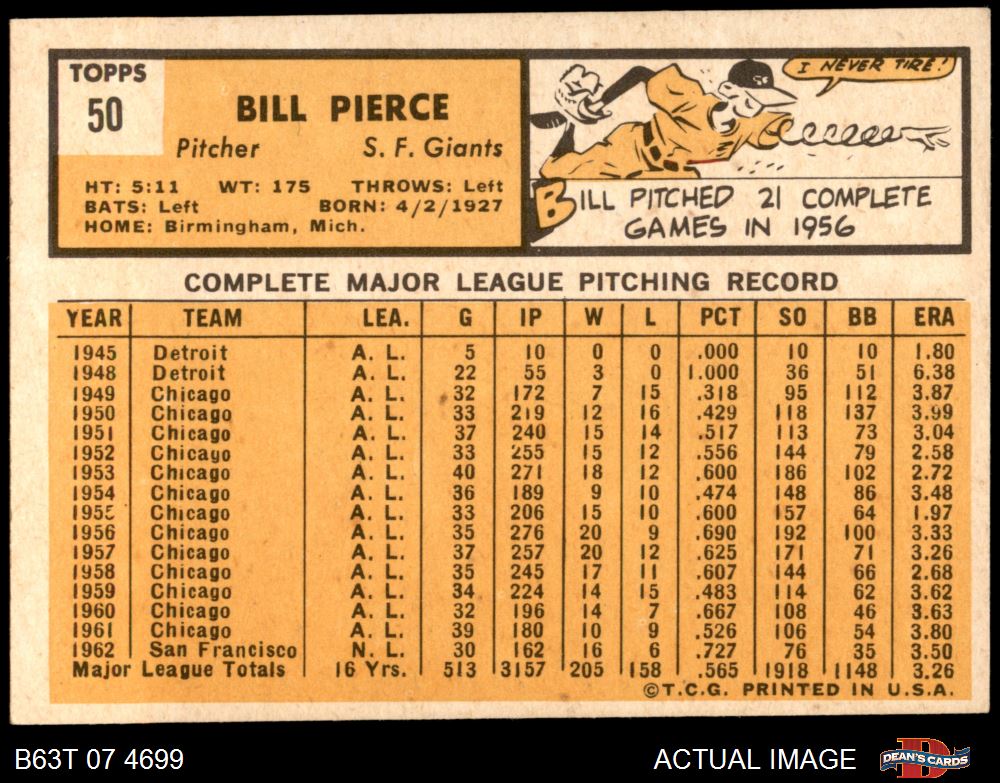 TOPPS
50
BILL PIERCE
Pitcher S. F. Giants
HT: 5:11 WT: 175 THROWS: Left
BATS: Left BORN: 4/2/1927
HOME: Birmingham, Mich.
I NEVER TIRE!
SF
BILL PITCHED 21 COMPLETE
GAMES IN 1956
COMPLETE MAJOR LEAGUE PITCHING RECORD
YEAR TEAM LEA. G IP W L PCT SO BB ERA
1945 Detroit A. L. 5 10 0 0 .000 10 10 1.80
1948 Detroit A. L. 22 55 3 0 1.000 36 51 6.38
1949 Chicago A. L. 32 172 7 15 .318 95 112 3.87
1950 Chicago A. L. 33 219 12 16 .429 118 137 3.99
1951 Chicago A. L. 37 240 15 14 .517 113 73 3.04
1952 Chicago A. L. 33 255 15 12 .556 144 79 2.58
1953 Chicago A. L. 40 271 18 12 .600 186 102 2.72
1954 Chicago A. L. 36 189 9 10 .474 148 86 3.48
1955 Chicago A. L. 33 206 15 10 .600 157 64 1.97
1956 Chicago A. L. 35 276 20 9 .690 192 100 3.33
1957 Chicago A. L. 37 257 20 12 .625 171 71 3.26
1958 Chicago A. L. 35 245 17 11 .607 144 66 2.68
1959 Chicago A. L. 34 224 14 15 .483 114 62 3.62
1960 Chicago A. L. 32 196 14 7 .667 108 46 3.63
1961 Chicago A. L. 39 180 10 9 .526 106 54 3.80
1962 San Francisco N. L. 30 162 16 6 .727 76 35 3.50
Major League Totals 16 Yrs. 513 3157 205 158 .565 1918 1148 3.26
©T.C.G. PRINTED IN U.S.A.
B63T 07 4699 ACTUAL IMAGE D DEAN'S CARDS